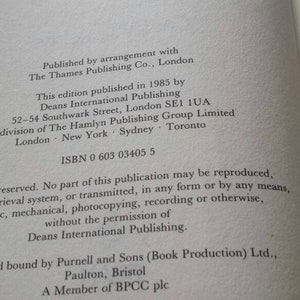 Published by arrangement with
The Thames Publishing Co., London
This edition published in 1985 by
Deans International Publishing
52–54 Southwark Street, London SE1 1UA
division of The Hamlyn Publishing Group Limited
London · New York · Sydney · Toronto
ISBN 0 603 03405 5
reserved. No part of this publication may be reproduced,
system, or transmitted, in any form or by any means,
mechanical, photocopying, recording or otherwise,
without the permission of
Deans International Publishing.
bound by Purnell and Sons (Book Production) Ltd.,
Paulton, Bristol
A Member of BPCC plc